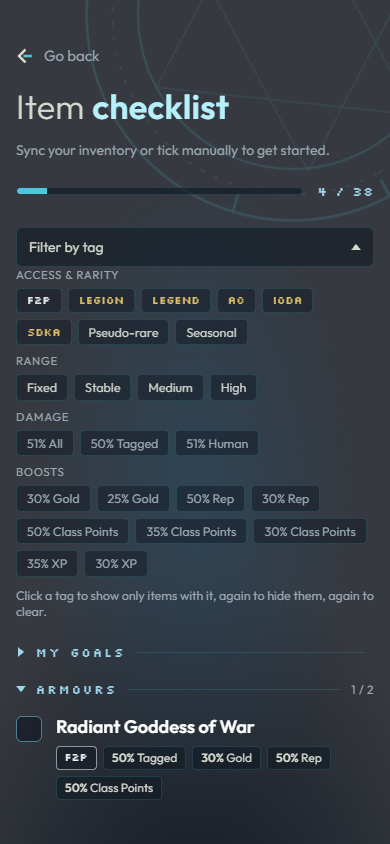 Go back
Item checklist
Sync your inventory or tick manually to get started.
4 / 38
Filter by tag
ACCESS & RARITY
F2P LEGION LEGEND AC IODA
SDKA Pseudo-rare Seasonal
RANGE
Fixed Stable Medium High
DAMAGE
51% All 50% Tagged 51% Human
BOOSTS
30% Gold 25% Gold 50% Rep 30% Rep
50% Class Points 35% Class Points 30% Class Points
35% XP 30% XP
Click a tag to show only items with it, again to hide them, again to
clear.
MY GOALS
ARMOURS 1 / 2
Radiant Goddess of War
F2P 50% Tagged 30% Gold 50% Rep
50% Class Points